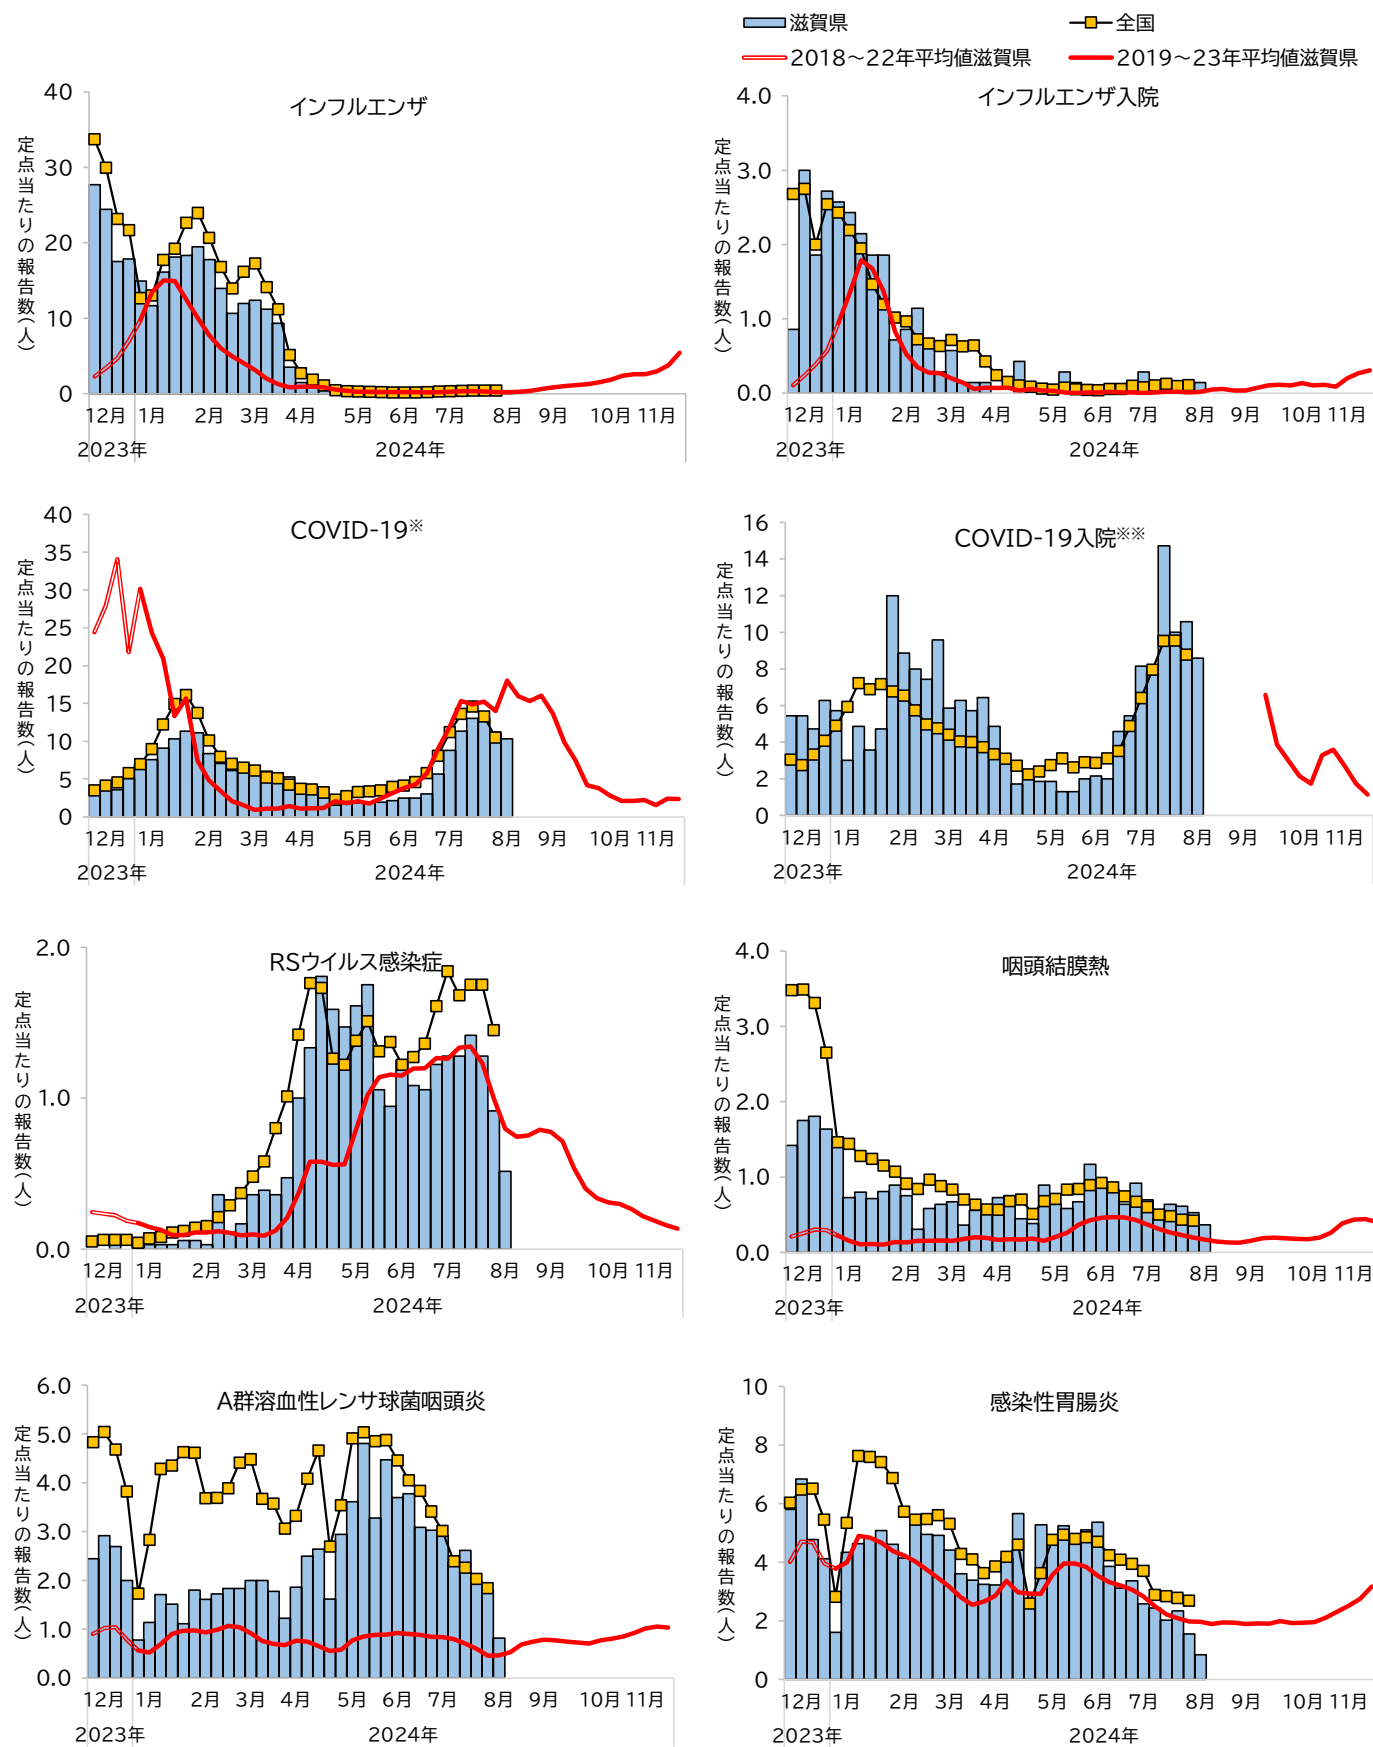 滋賀県
全国
2018～22年平均値滋賀県
2019～23年平均値滋賀県
インフルエンザ
定点当たりの報告数(人)
40
30
20
10
0
12月 1月 2月 3月 4月 5月 6月 7月 8月 9月 10月 11月
2023年 2024年
インフルエンザ入院
定点当たりの報告数(人)
4.0
3.0
2.0
1.0
0.0
12月 1月 2月 3月 4月 5月 6月 7月 8月 9月 10月 11月
2023年 2024年
COVID-19※
定点当たりの報告数(人)
40
35
30
25
20
15
10
5
0
12月 1月 2月 3月 4月 5月 6月 7月 8月 9月 10月 11月
2023年 2024年
COVID-19入院※※
定点当たりの報告数(人)
16
14
12
10
8
6
4
2
0
12月 1月 2月 3月 4月 5月 6月 7月 8月 9月 10月 11月
2023年 2024年
RSウイルス感染症
定点当たりの報告数(人)
2.0
1.0
0.0
12月 1月 2月 3月 4月 5月 6月 7月 8月 9月 10月 11月
2023年 2024年
咽頭結膜熱
定点当たりの報告数(人)
4.0
3.0
2.0
1.0
0.0
12月 1月 2月 3月 4月 5月 6月 7月 8月 9月 10月 11月
2023年 2024年
A群溶血性レンサ球菌咽頭炎
定点当たりの報告数(人)
6.0
5.0
4.0
3.0
2.0
1.0
0.0
12月 1月 2月 3月 4月 5月 6月 7月 8月 9月 10月 11月
2023年 2024年
感染性胃腸炎
定点当たりの報告数(人)
10
8
6
4
2
0
12月 1月 2月 3月 4月 5月 6月 7月 8月 9月 10月 11月
2023年 2024年